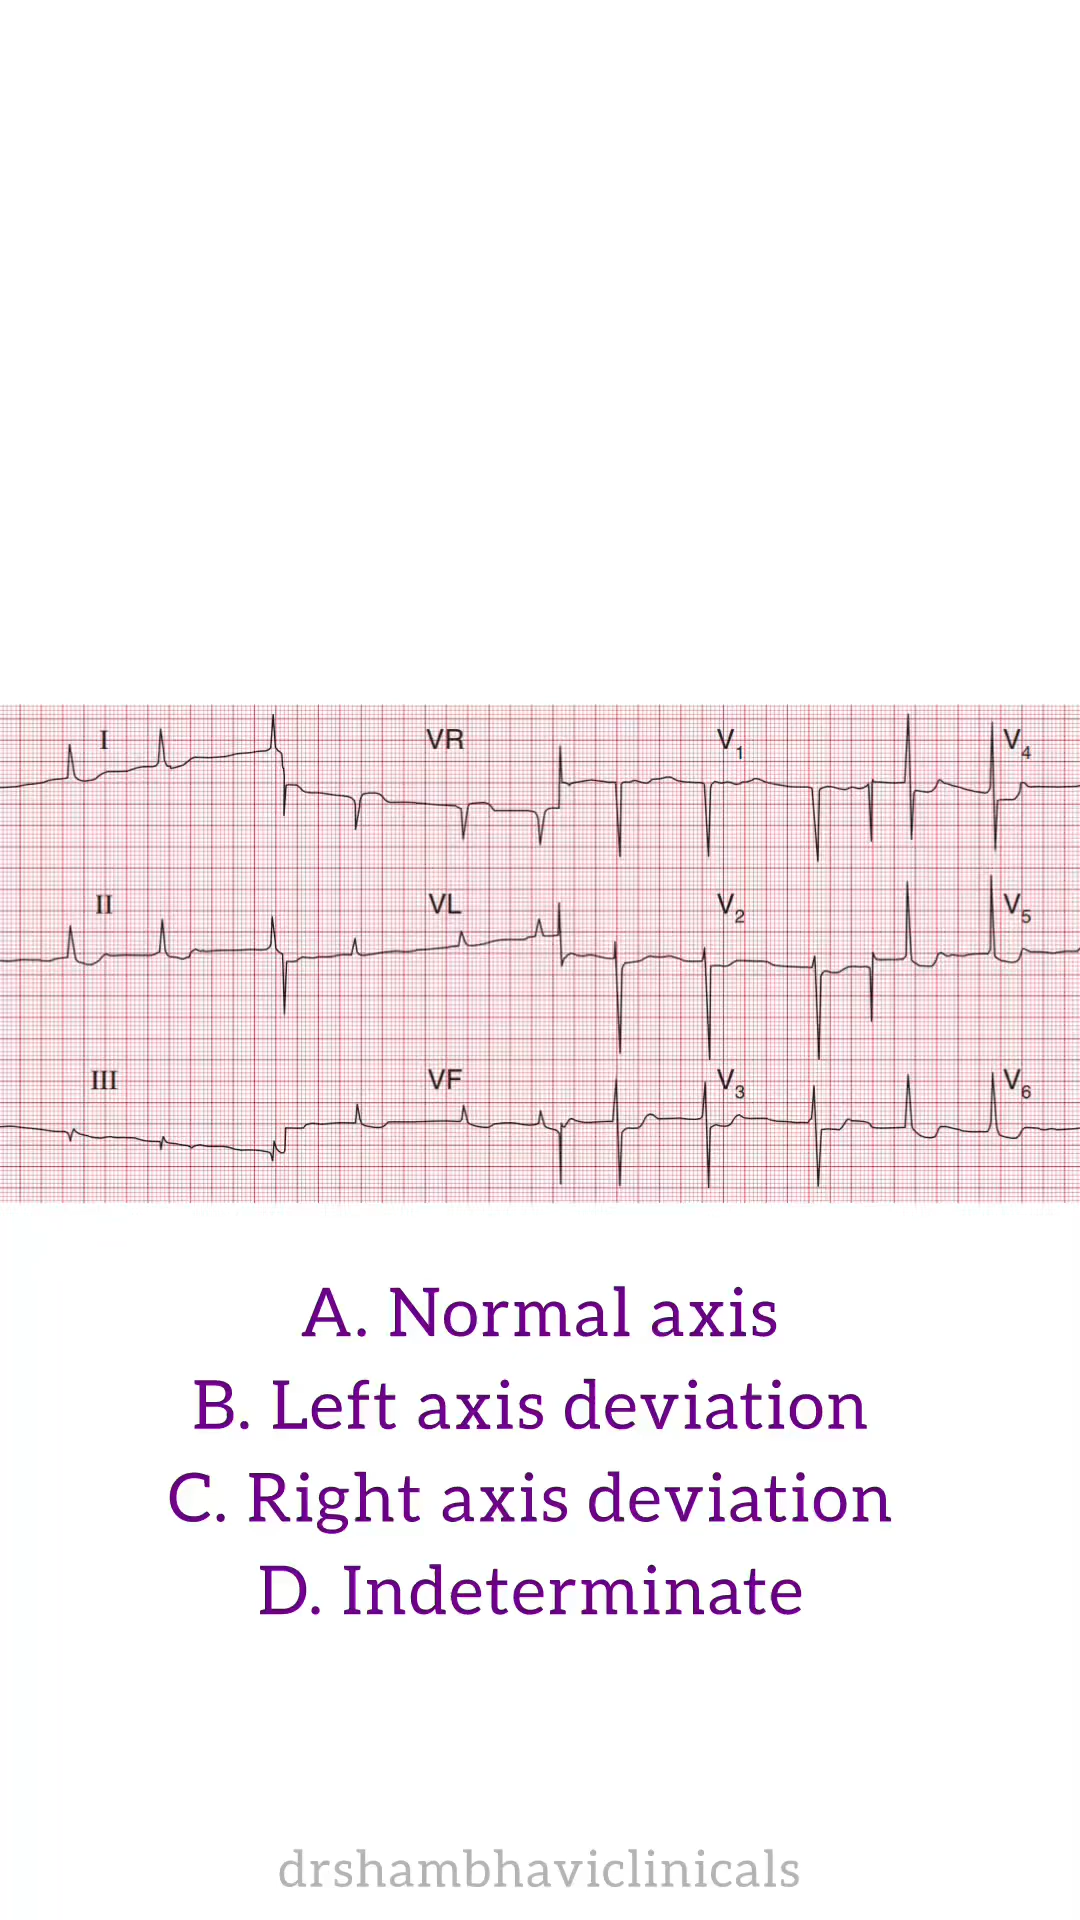 I VR V₁ V₄
II VL V₂ V₅
III VF V₃ V₆
A. Normal axis
B. Left axis deviation
C. Right axis deviation
D. Indeterminate
drshambhaviclinicals